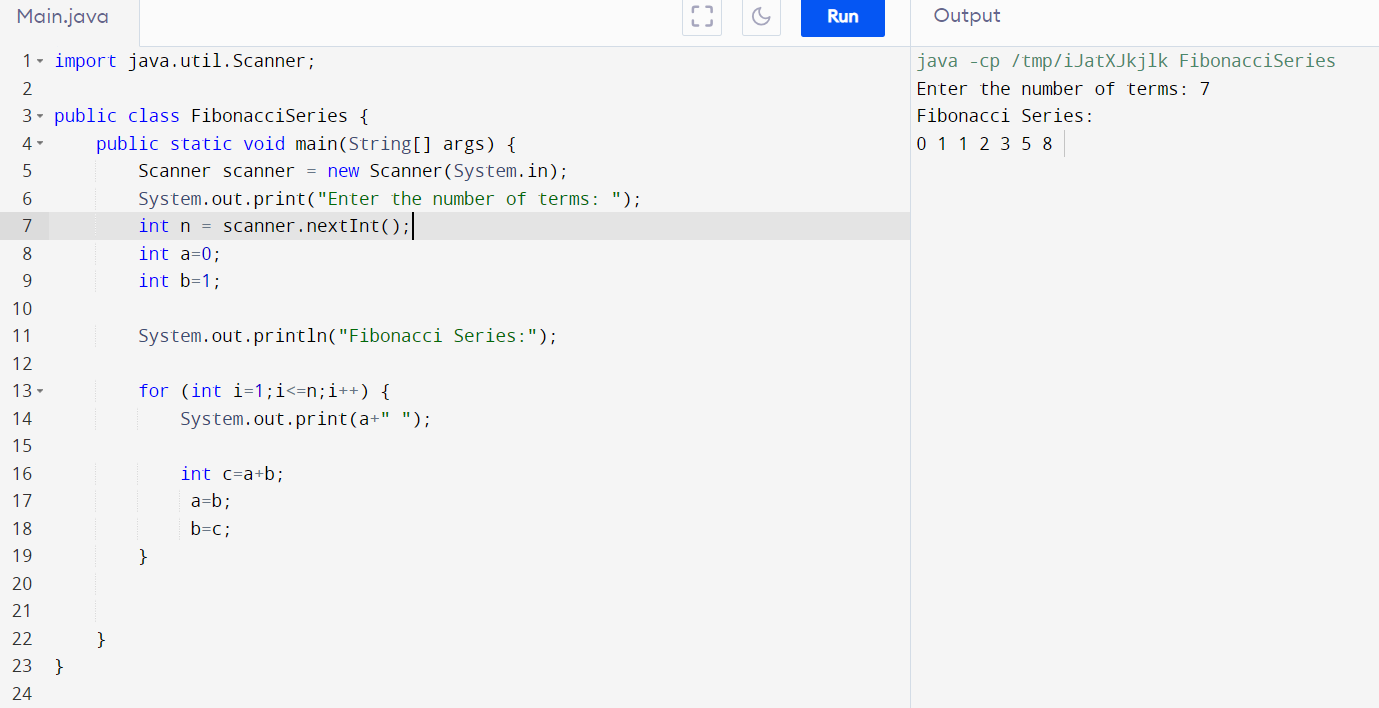 Main.java
Run
Output
1 import java.util.Scanner;
2
3 public class FibonacciSeries {
4     public static void main(String[] args) {
5         Scanner scanner = new Scanner(System.in);
6         System.out.print("Enter the number of terms: ");
7         int n = scanner.nextInt();
8         int a=0;
9         int b=1;
10
11         System.out.println("Fibonacci Series:");
12
13         for (int i=1;i<=n;i++) {
14             System.out.print(a+" ");
15
16             int c=a+b;
17              a=b;
18              b=c;
19         }
20
21
22     }
23 }
24
java -cp /tmp/iJatXJkjlk FibonacciSeries
Enter the number of terms: 7
Fibonacci Series:
0 1 1 2 3 5 8